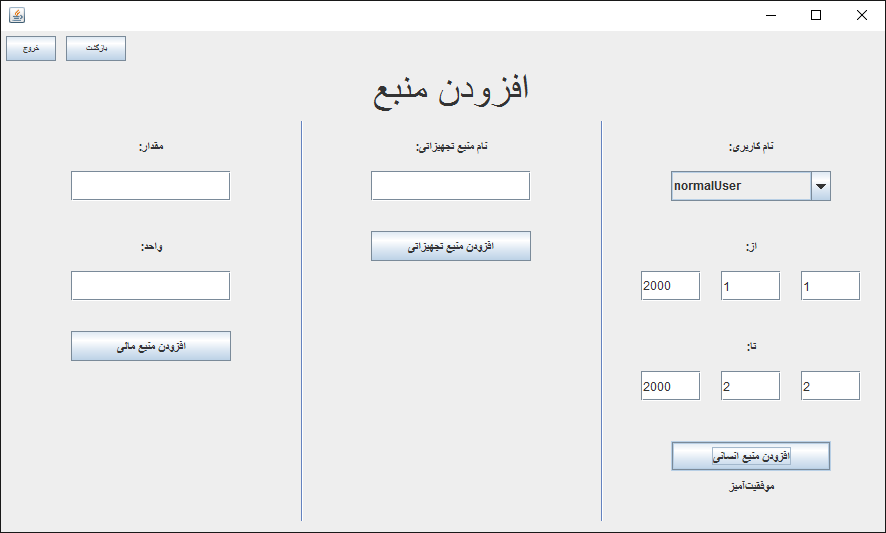 خروج
بازگشت
افزودن منبع
نام کاربری:
normalUser
از:
2000 1 1
تا:
2000 2 2
افزودن منبع انسانی
موفقیت‌آمیز
نام منبع تجهیزاتی:
افزودن منبع تجهیزاتی
مقدار:
واحد:
افزودن منبع مالی